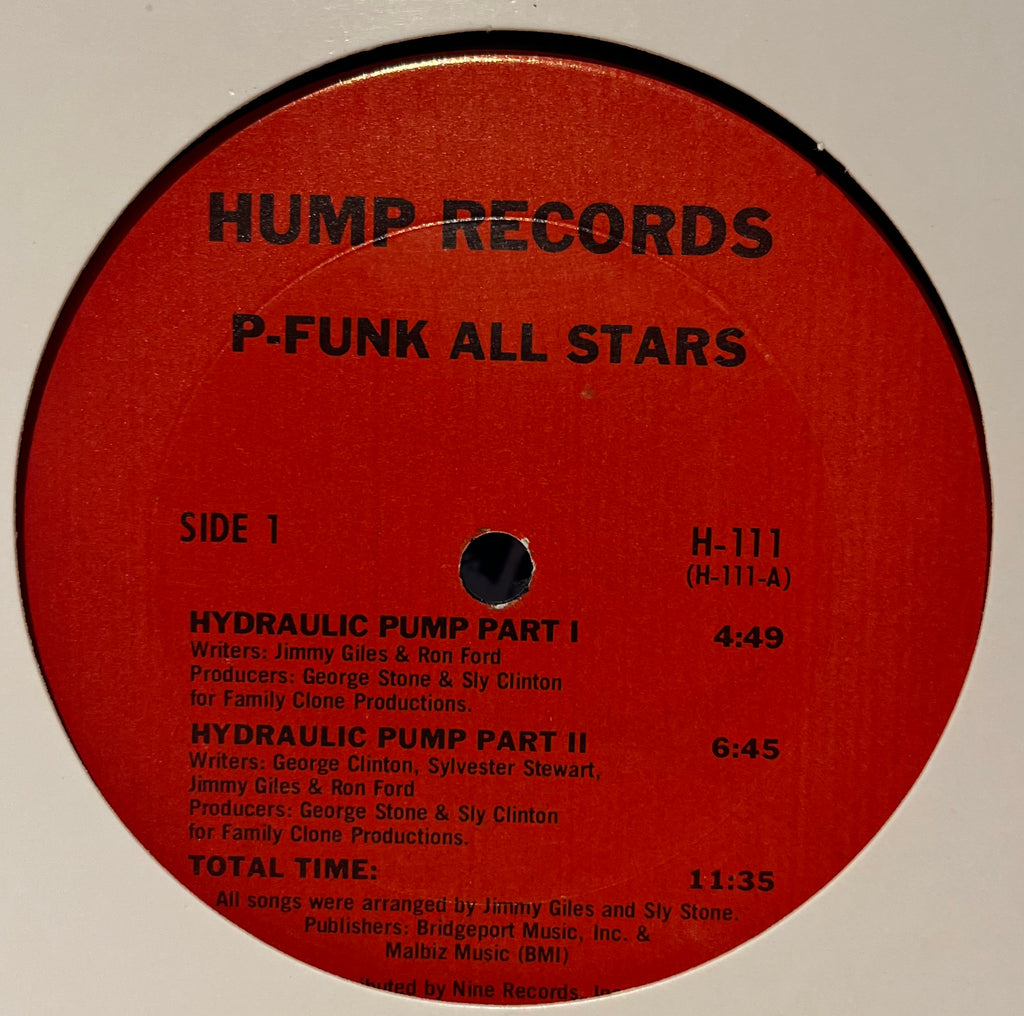 HUMP RECORDS
P-FUNK ALL STARS
SIDE 1
H-111
(H-111-A)
HYDRAULIC PUMP PART I 4:49
Writers: Jimmy Giles & Ron Ford
Producers: George Stone & Sly Clinton
for Family Clone Productions.
HYDRAULIC PUMP PART II 6:45
Writers: George Clinton, Sylvester Stewart,
Jimmy Giles & Ron Ford
Producers: George Stone & Sly Clinton
for Family Clone Productions.
TOTAL TIME: 11:35
All songs were arranged by Jimmy Giles and Sly Stone.
Publishers: Bridgeport Music, Inc. &
Malbiz Music (BMI)
by Nine Records,